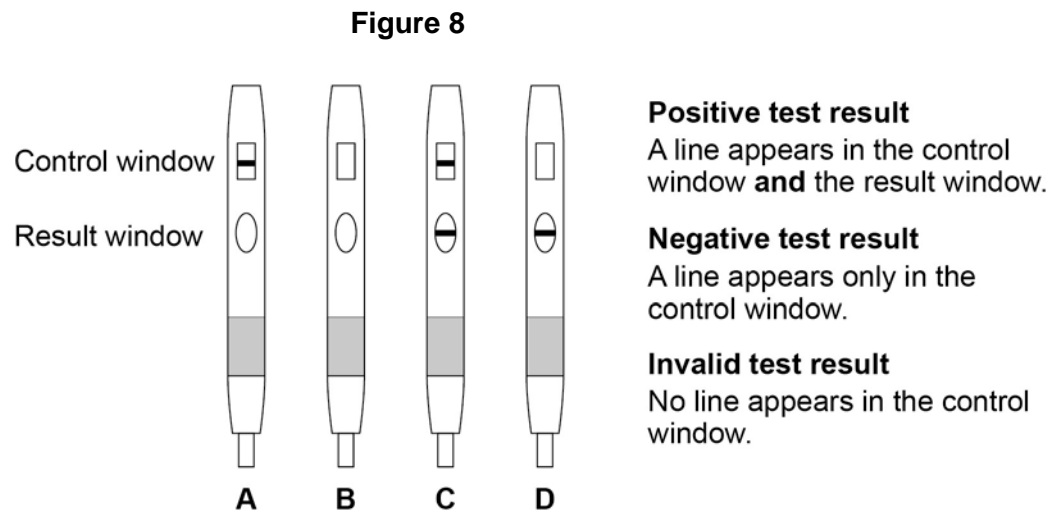 Figure 8
Control window
Result window
A B C D
Positive test result
A line appears in the control
window and the result window.
Negative test result
A line appears only in the
control window.
Invalid test result
No line appears in the control
window.